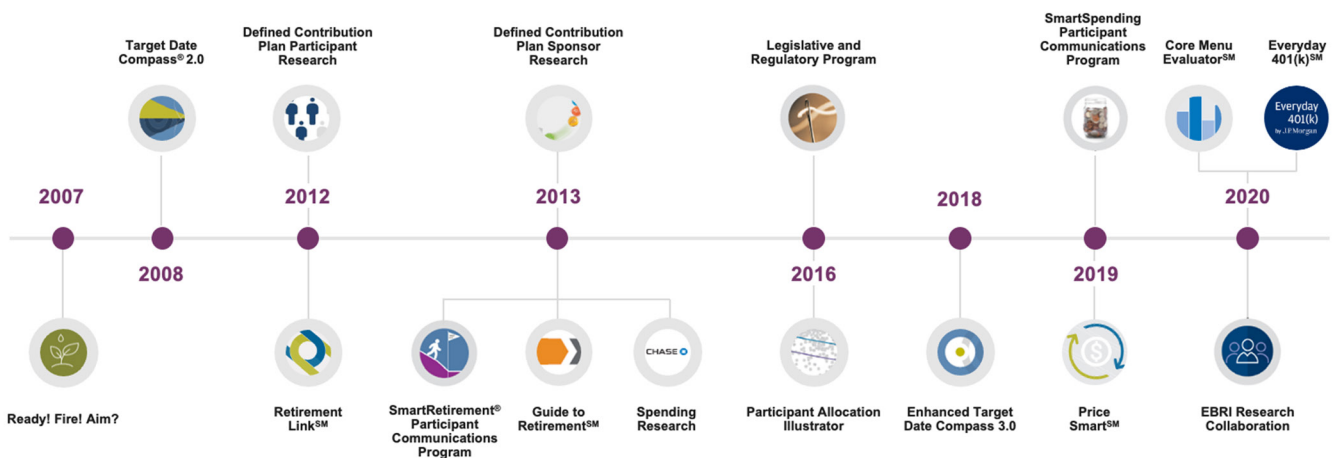 Target Date
Compass® 2.0
Defined Contribution
Plan Participant
Research
Defined Contribution
Plan Sponsor
Research
Legislative and
Regulatory Program
SmartSpending
Participant
Communications
Program
Core Menu
Evaluator℠
Everyday
401(k)℠
Everyday
401(k)
by J.P.Morgan
2007
2012
2013
2018
2020
2008
2016
2019
CHASE
Ready! Fire! Aim?
Retirement
Link℠
SmartRetirement®
Participant
Communications
Program
Guide to
Retirement℠
Spending
Research
Participant Allocation
Illustrator
Enhanced Target
Date Compass 3.0
Price
Smart℠
EBRI Research
Collaboration